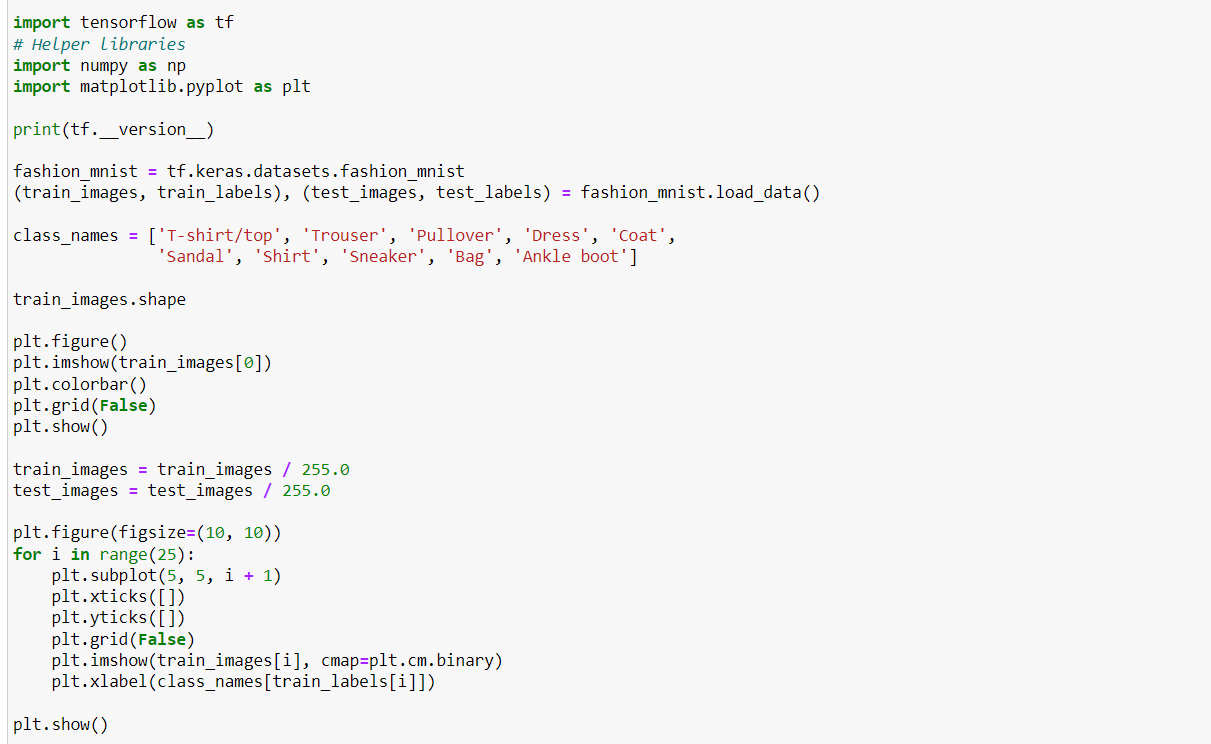 import tensorflow as tf
# Helper libraries
import numpy as np
import matplotlib.pyplot as plt

print(tf.__version__)

fashion_mnist = tf.keras.datasets.fashion_mnist
(train_images, train_labels), (test_images, test_labels) = fashion_mnist.load_data()

class_names = ['T-shirt/top', 'Trouser', 'Pullover', 'Dress', 'Coat',
               'Sandal', 'Shirt', 'Sneaker', 'Bag', 'Ankle boot']

train_images.shape

plt.figure()
plt.imshow(train_images[0])
plt.colorbar()
plt.grid(False)
plt.show()

train_images = train_images / 255.0
test_images = test_images / 255.0

plt.figure(figsize=(10, 10))
for i in range(25):
    plt.subplot(5, 5, i + 1)
    plt.xticks([])
    plt.yticks([])
    plt.grid(False)
    plt.imshow(train_images[i], cmap=plt.cm.binary)
    plt.xlabel(class_names[train_labels[i]])

plt.show()